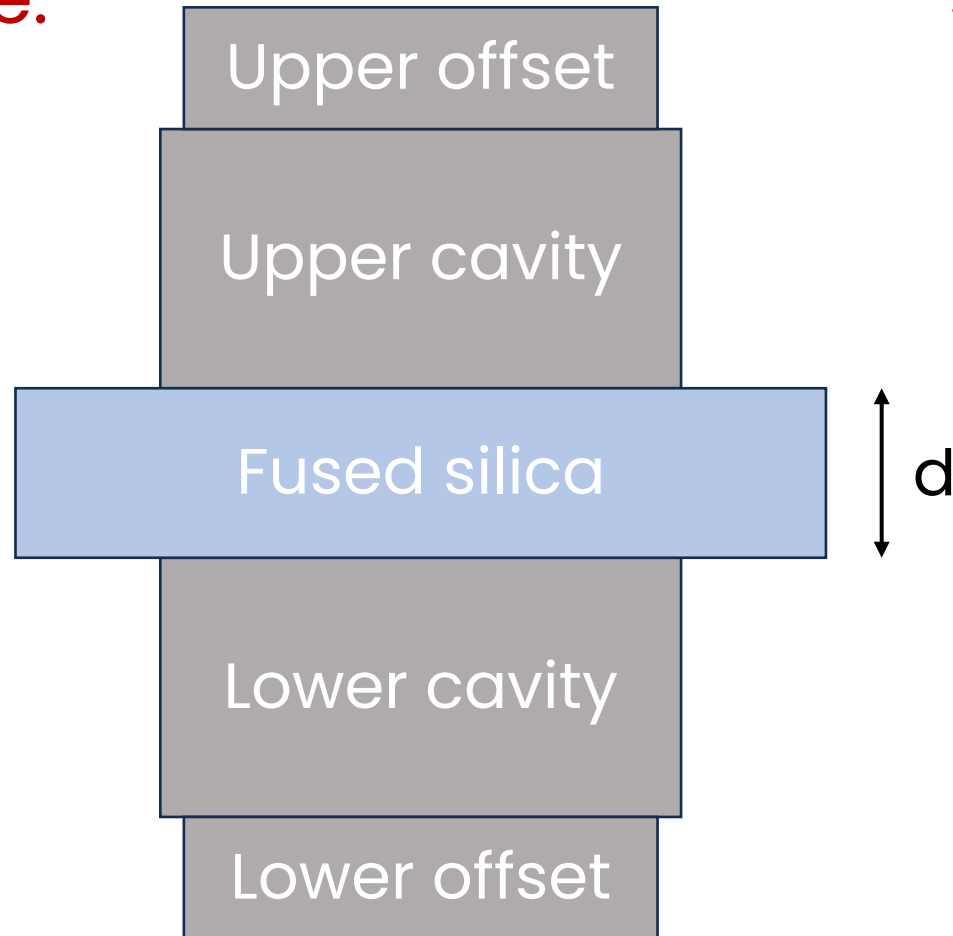 e.
Upper offset
Upper cavity
Fused silica
d
Lower cavity
Lower offset